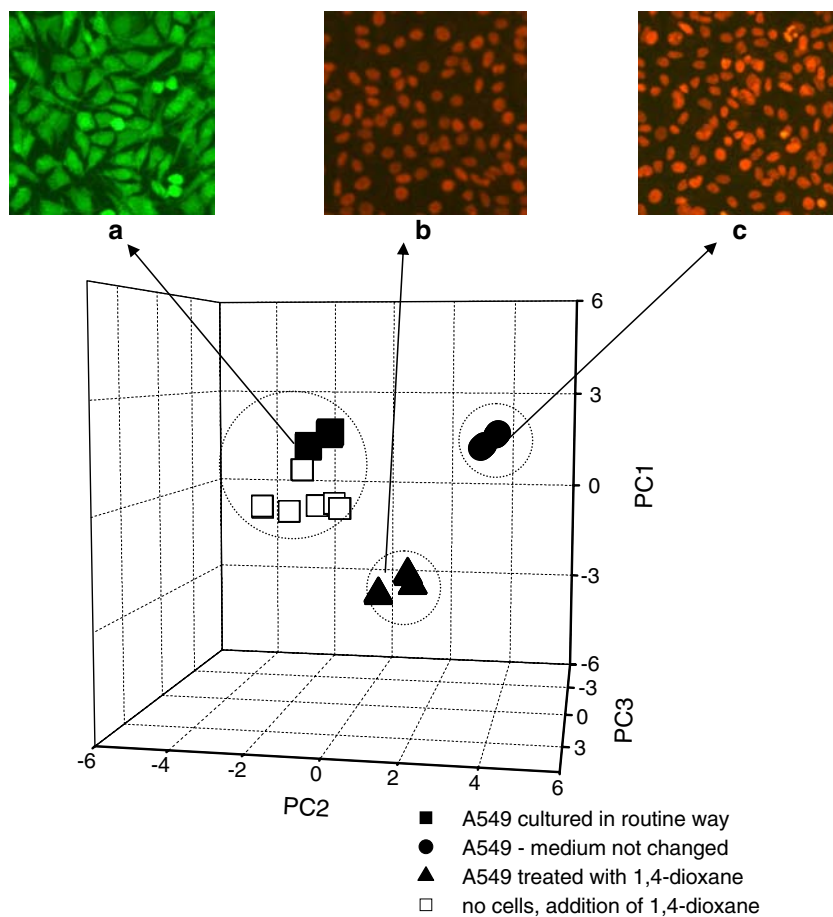 a b c
6
3
0
-3
-6
PC1
-3
0
3
PC3
-6 -4 -2 0 2 4 6
PC2
A549 cultured in routine way
A549 - medium not changed
A549 treated with 1,4-dioxane
no cells, addition of 1,4-dioxane